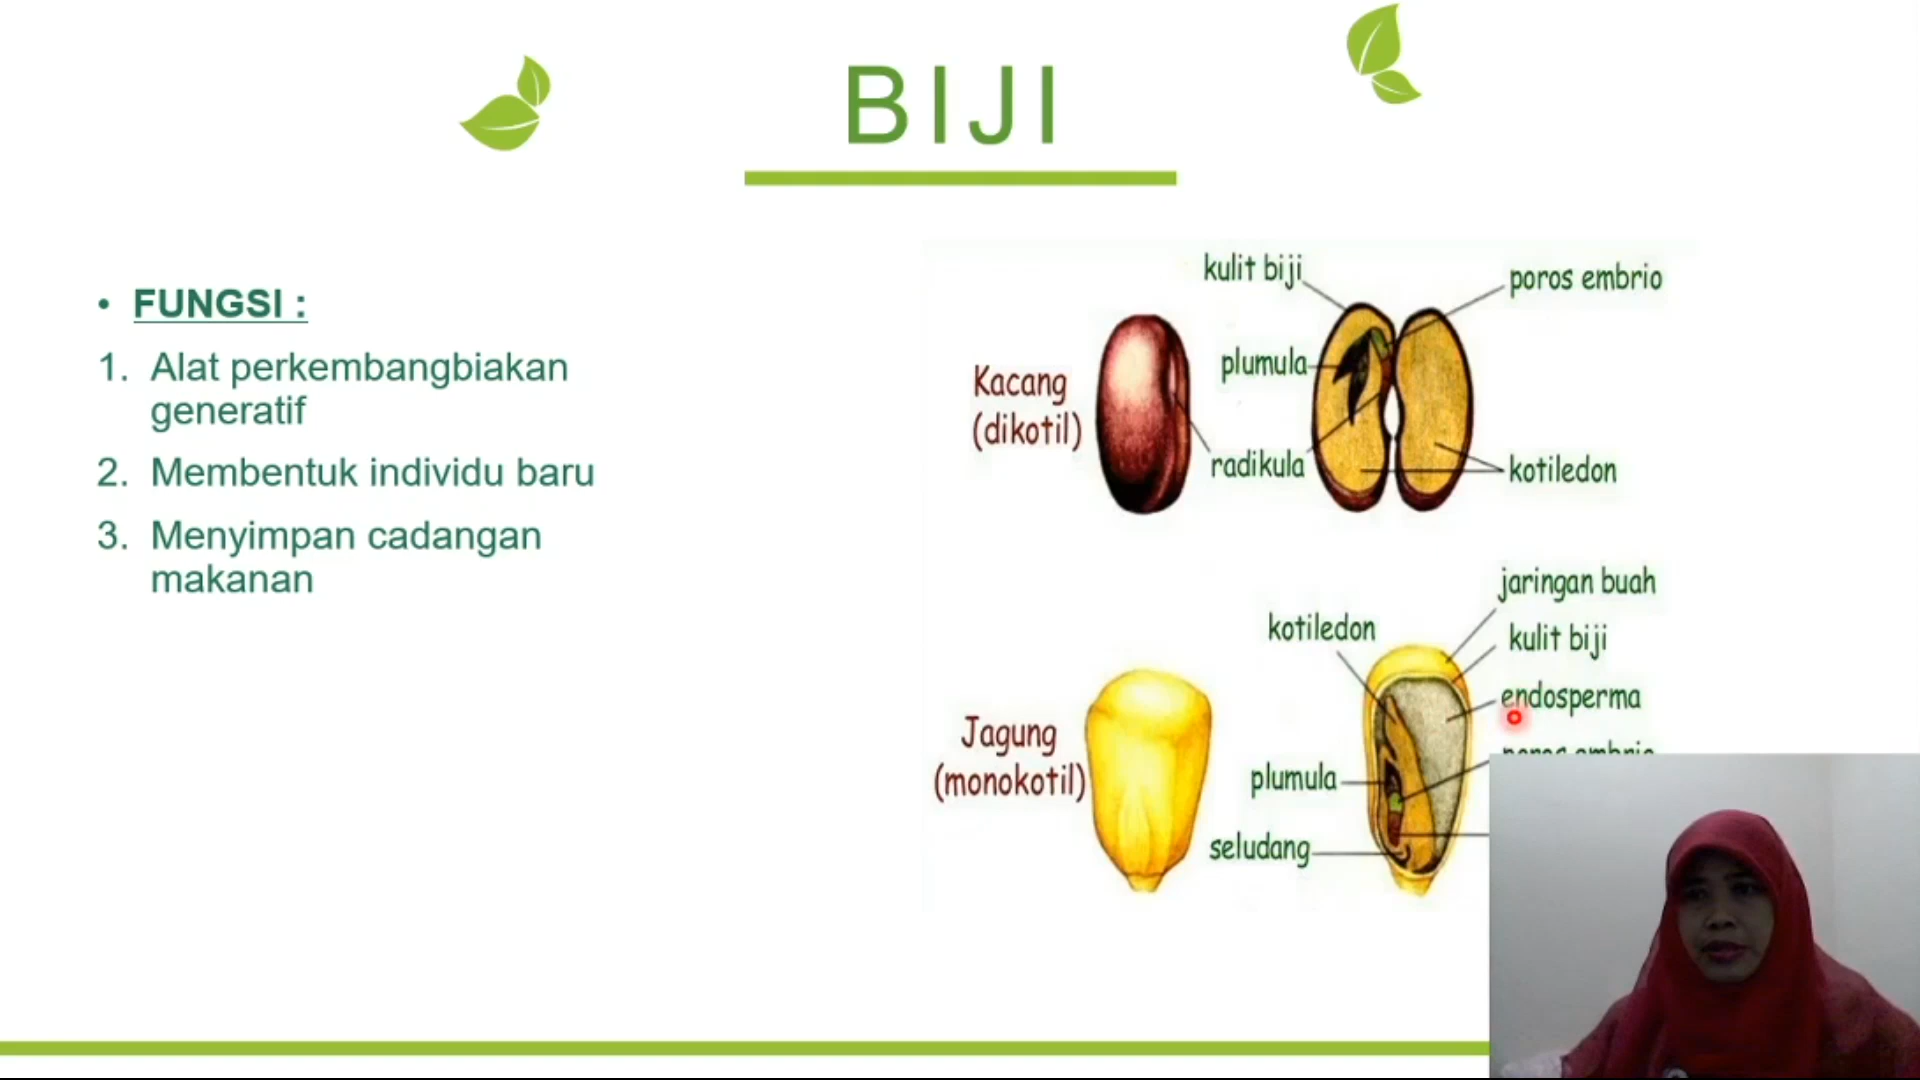 BIJI
• FUNGSI :
1. Alat perkembangbiakan
generatif
2. Membentuk individu baru
3. Menyimpan cadangan
makanan
kulit biji
poros embrio
plumula
Kacang
(dikotil)
radikula
kotiledon
jaringan buah
kotiledon
kulit biji
endosperma
Jagung
(monokotil)
plumula
seludang